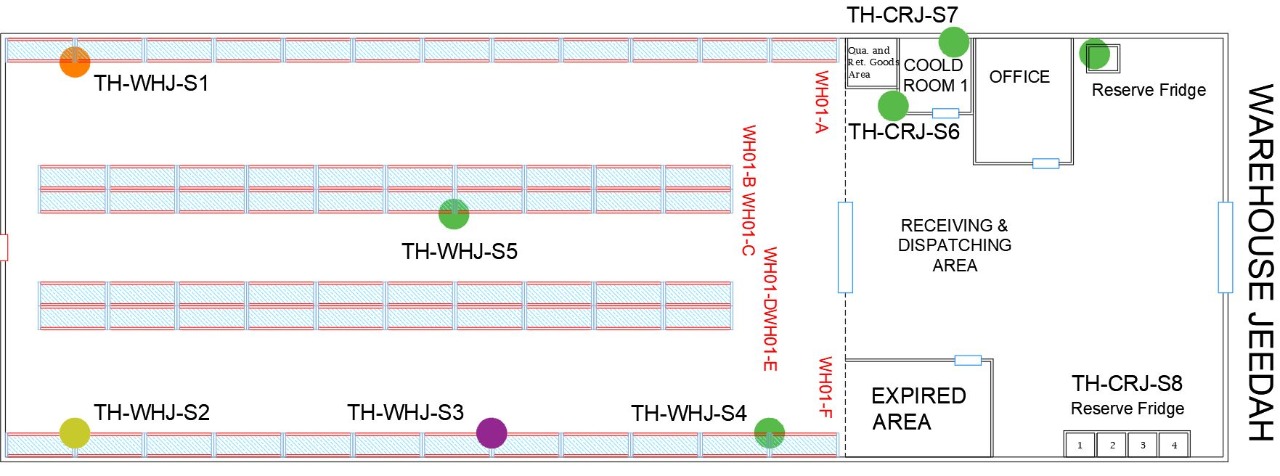 TH-CRJ-S7
TH-WHJ-S1
WH01-A
Qua. and
Ret. Goods
Area
COOLD
ROOM 1
OFFICE
Reserve Fridge
TH-CRJ-S6
WH01-B WH01-C
TH-WHJ-S5
RECEIVING &
DISPATCHING
AREA
WH01-DWH01-E
WAREHOUSE JEEDAH
WH01-F
EXPIRED
AREA
TH-CRJ-S8
Reserve Fridge
TH-WHJ-S2
TH-WHJ-S3
TH-WHJ-S4
1 2 3 4